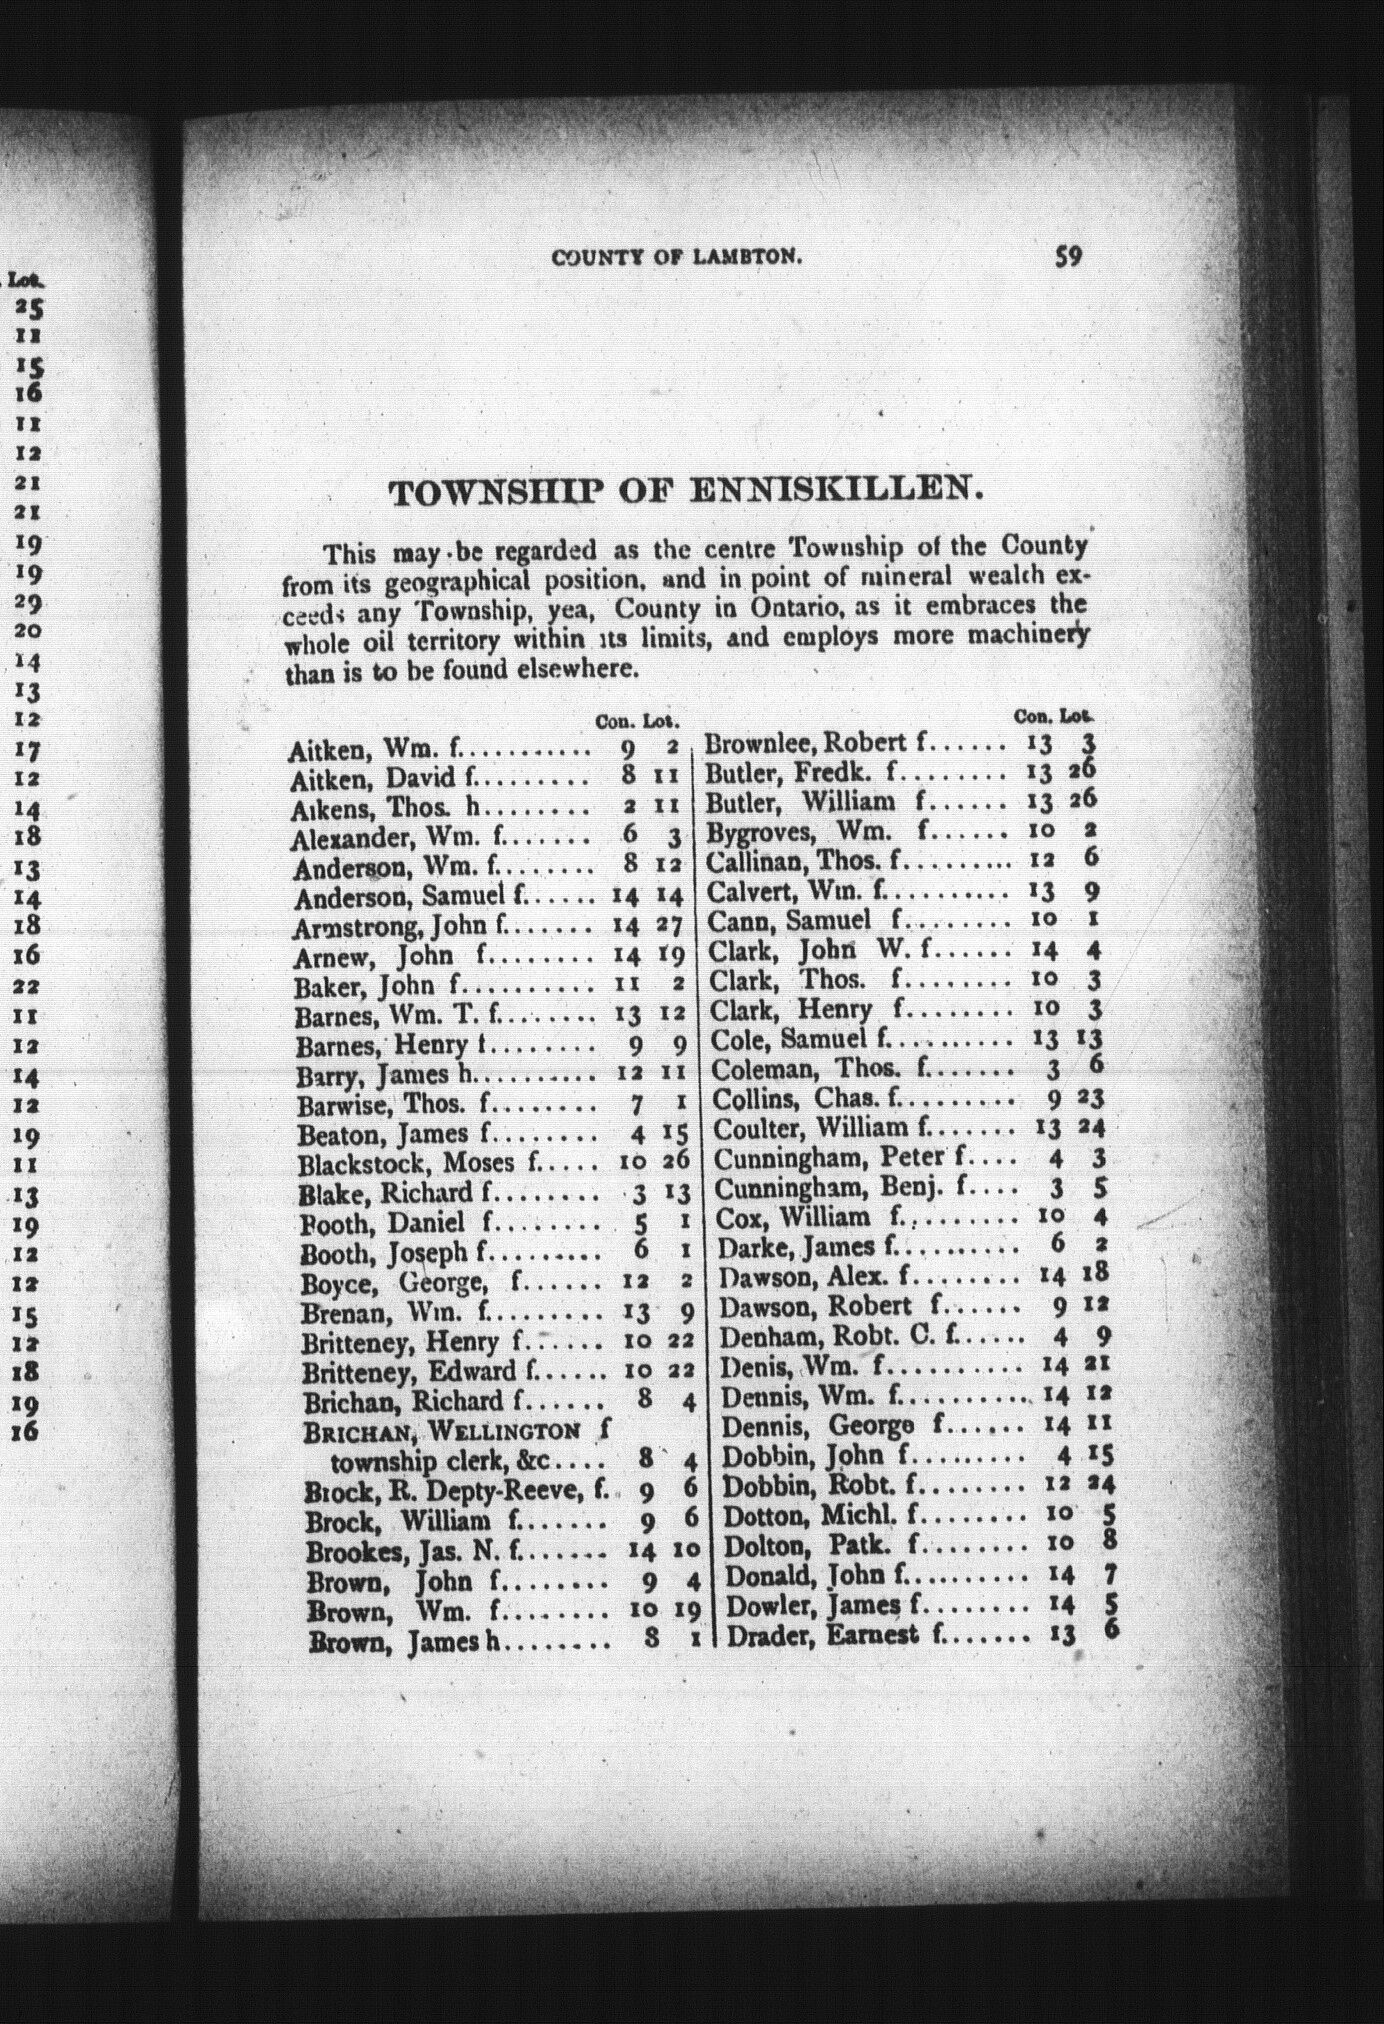 Lot.
25
11
15
16
11
12
21
21
19
19
29
20
14
13
12
17
12
14
18
13
14
18
16
22
11
12
14
12
19
11
13
19
12
12
15
12
18
19
16
COUNTY OF LAMBTON. 59
TOWNSHIP OF ENNISKILLEN.
This may be regarded as the centre Township of the County
from its geographical position, and in point of mineral wealth ex-
ceeds any Township, yea, County in Ontario, as it embraces the
whole oil territory within its limits, and employs more machinery
than is to be found elsewhere.
Con. Lot.
Aitken, Wm. f............ 9 2
Aitken, David f.......... 8 11
Aikens, Thos. h......... 2 11
Alexander, Wm. f........ 6 3
Anderson, Wm. f......... 8 12
Anderson, Samuel f...... 14 14
Armstrong, John f........ 14 27
Arnew, John f......... 14 19
Baker, John f........... 11 2
Barnes, Wm. T. f......... 13 12
Barnes, Henry f......... 9 9
Barry, James h........... 12 11
Barwise, Thos. f......... 7 1
Beaton, James f......... 4 15
Blackstock, Moses f..... 10 26
Blake, Richard f......... 3 13
Booth, Daniel f......... 5 1
Booth, Joseph f.......... 6 1
Boyce, George, f...... 12 2
Brenan, Wm. f.......... 13 9
Britteney, Henry f...... 10 22
Britteney, Edward f...... 10 22
Brichan, Richard f...... 8 4
BRICHAN, WELLINGTON f
township clerk, &c.... 8 4
Brock, R. Depty-Reeve, f.. 9 6
Brock, William f........ 9 6
Brookes, Jas. N. f........ 14 10
Brown, John f......... 9 4
Brown, Wm. f......... 10 19
Brown, James h......... 8 1
Con. Lot.
Brownlee, Robert f...... 13 3
Butler, Fredk. f......... 13 26
Butler, William f...... 13 26
Bygroves, Wm. f...... 10 2
Callinan, Thos. f......... 12 6
Calvert, Wm. f........... 13 9
Cann, Samuel f......... 10 1
Clark, John W. f...... 14 4
Clark, Thos. f......... 10 3
Clark, Henry f......... 10 3
Cole, Samuel f........... 13 13
Coleman, Thos. f........ 3 6
Collins, Chas. f.......... 9 23
Coulter, William f........ 13 24
Cunningham, Peter f.... 4 3
Cunningham, Benj. f.... 3 5
Cox, William f.......... 10 4
Darke, James f........... 6 2
Dawson, Alex. f......... 14 18
Dawson, Robert f...... 9 12
Denham, Robt. C. f....... 4 9
Denis, Wm. f........... 14 21
Dennis, Wm. f............ 14 12
Dennis, George f...... 14 11
Dobbin, John f......... 4 15
Dobbin, Robt. f......... 12 24
Dotton, Michl. f......... 10 5
Dolton, Patk. f......... 10 8
Donald, John f........... 14 7
Dowler, James f......... 14 5
Drader, Earnest f........ 13 6